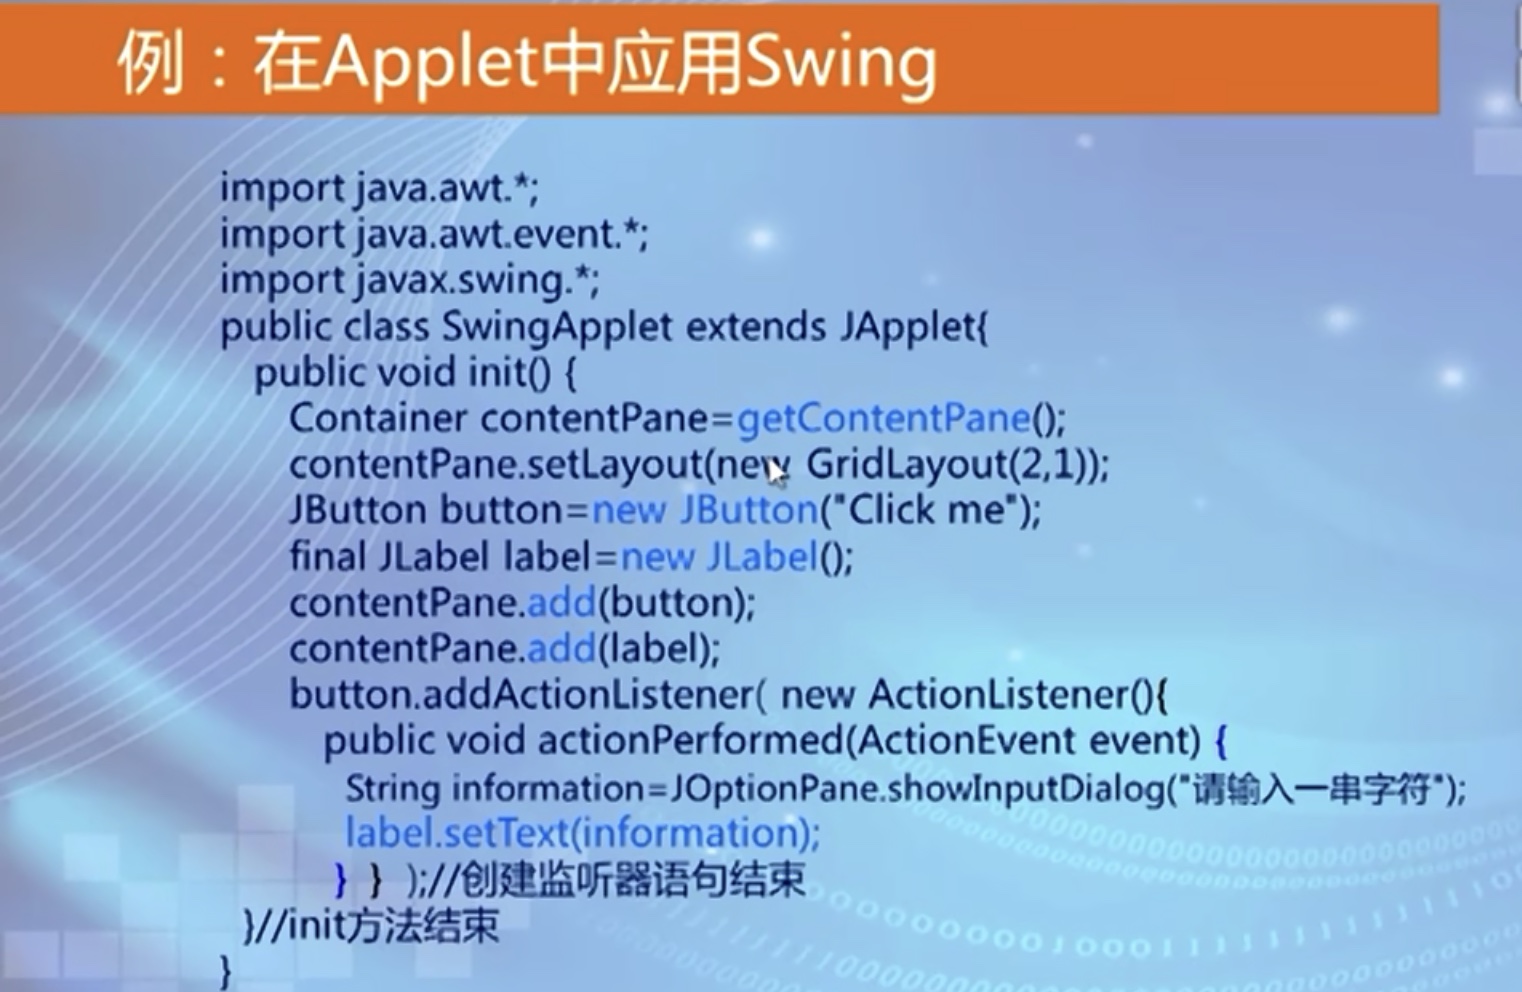 例：在Applet中应用Swing
import java.awt.*;
import java.awt.event.*;
import javax.swing.*;
public class SwingApplet extends JApplet{
public void init() {
Container contentPane=getContentPane();
contentPane.setLayout(new GridLayout(2,1));
JButton button=new JButton("Click me");
final JLabel label=new JLabel();
contentPane.add(button);
contentPane.add(label);
button.addActionListener( new ActionListener(){
public void actionPerformed(ActionEvent event) {
String information=JOptionPane.showInputDialog("请输入一串字符");
label.setText(information);
} } );//创建监听器语句结束
}//init方法结束
}